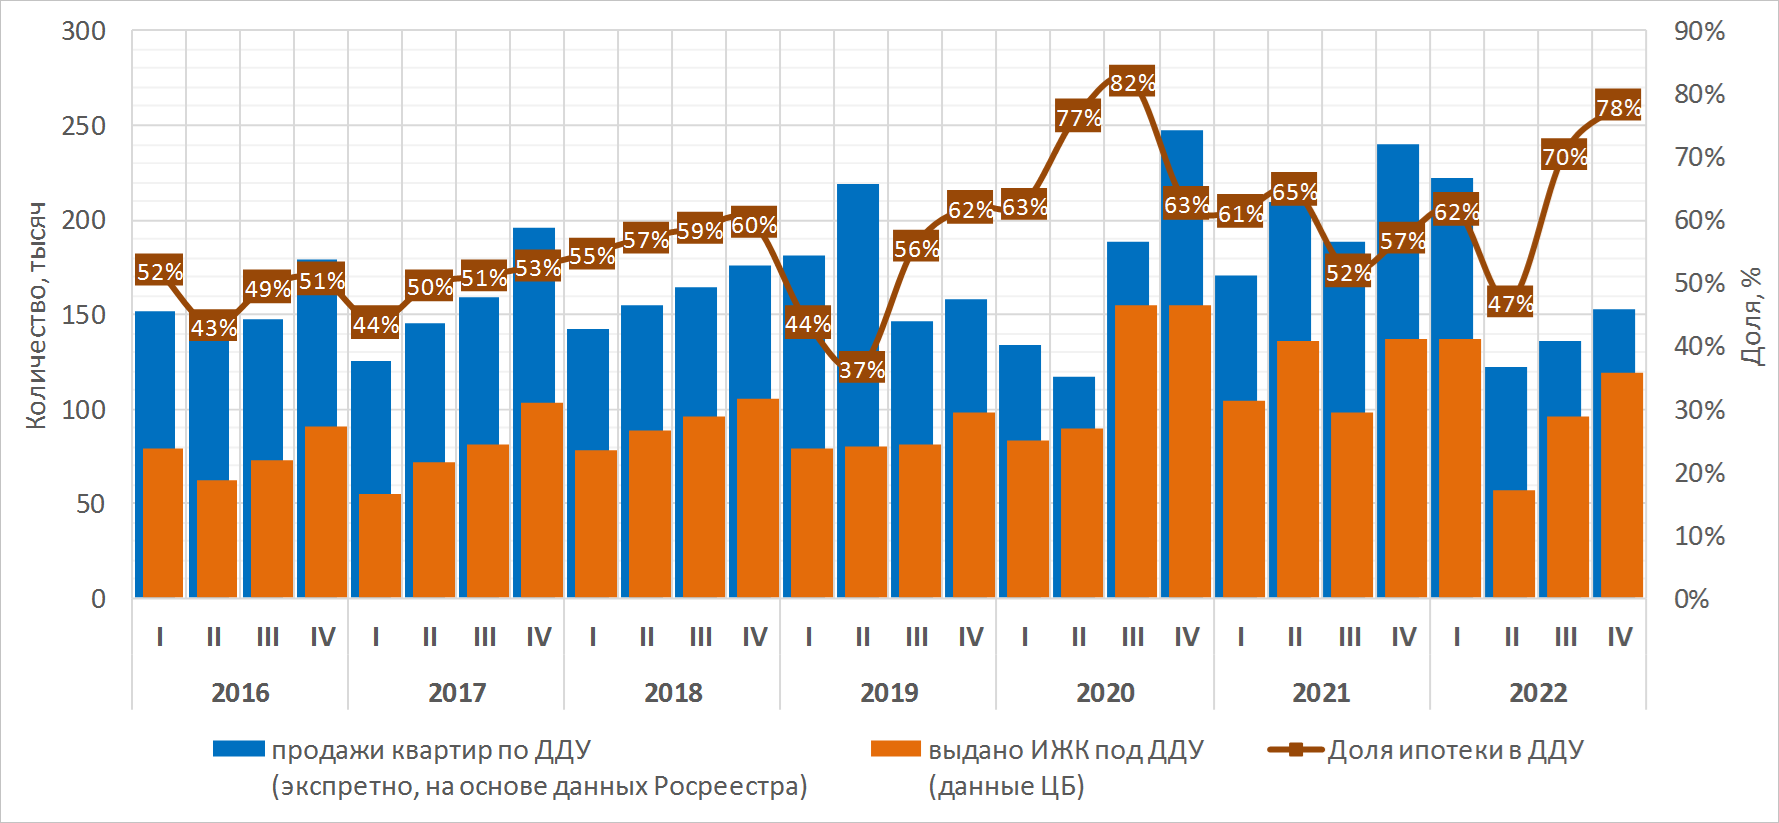 300
250
200
150
100
50
0
Количество, тысяч
90%
80%
70%
60%
50%
40%
30%
20%
10%
0%
Доля, %
52% 43% 49% 51% 44% 50% 51% 53% 55% 57% 59% 60% 44% 37% 56% 62% 63% 77% 82% 63% 61% 65% 52% 57% 62% 47% 70% 78%
I II III IV I II III IV I II III IV I II III IV I II III IV I II III IV I II III IV
2016 2017 2018 2019 2020 2021 2022
продажи квартир по ДДУ
(экспретно, на основе данных Росреестра)
выдано ИЖК под ДДУ
(данные ЦБ)
Доля ипотеки в ДДУ